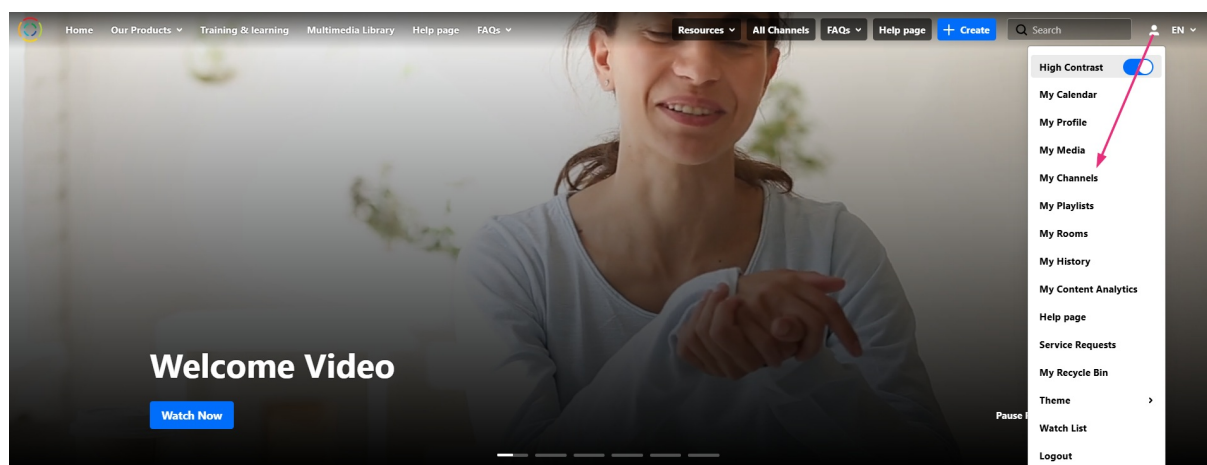 Home Our Products Training & learning Multimedia Library Help page FAQs Resources All Channels FAQs Help page + Create Search EN
High Contrast
My Calendar
My Profile
My Media
My Channels
My Playlists
My Rooms
My History
My Content Analytics
Help page
Service Requests
My Recycle Bin
Theme
Watch List
Logout
Welcome Video
Watch Now
Pause